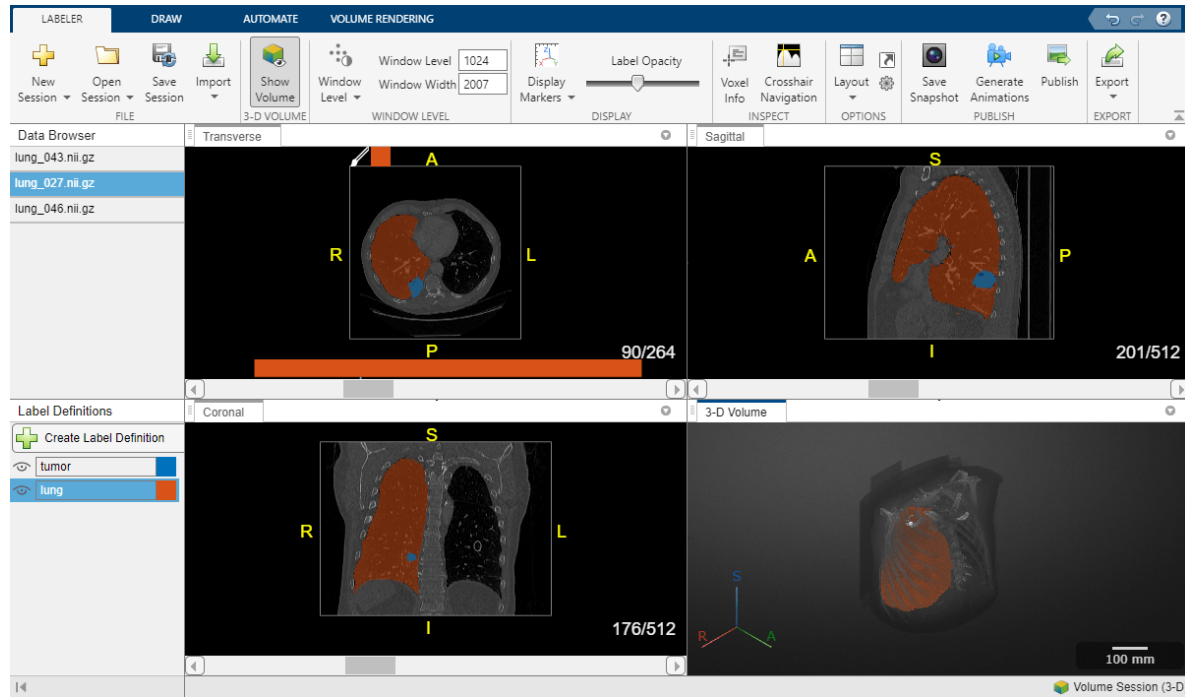 LABELER DRAW AUTOMATE VOLUME RENDERING
?
New Session
Open Session
Save Session
Import
FILE
Show Volume
3-D VOLUME
Window Level
Window Level 1024
Window Width 2007
WINDOW LEVEL
Display Markers
Label Opacity
DISPLAY
Voxel Info
Crosshair Navigation
INSPECT
Layout
OPTIONS
Save Snapshot
Generate Animations
Publish
PUBLISH
Export
EXPORT
Data Browser
lung_043.nii.gz
lung_027.nii.gz
lung_046.nii.gz
Transverse
A
R
L
P
90/264
Sagittal
S
A
P
I
201/512
Label Definitions
Create Label Definition
tumor
lung
Coronal
S
R
L
I
176/512
3-D Volume
S
R
A
100 mm
Volume Session (3-D